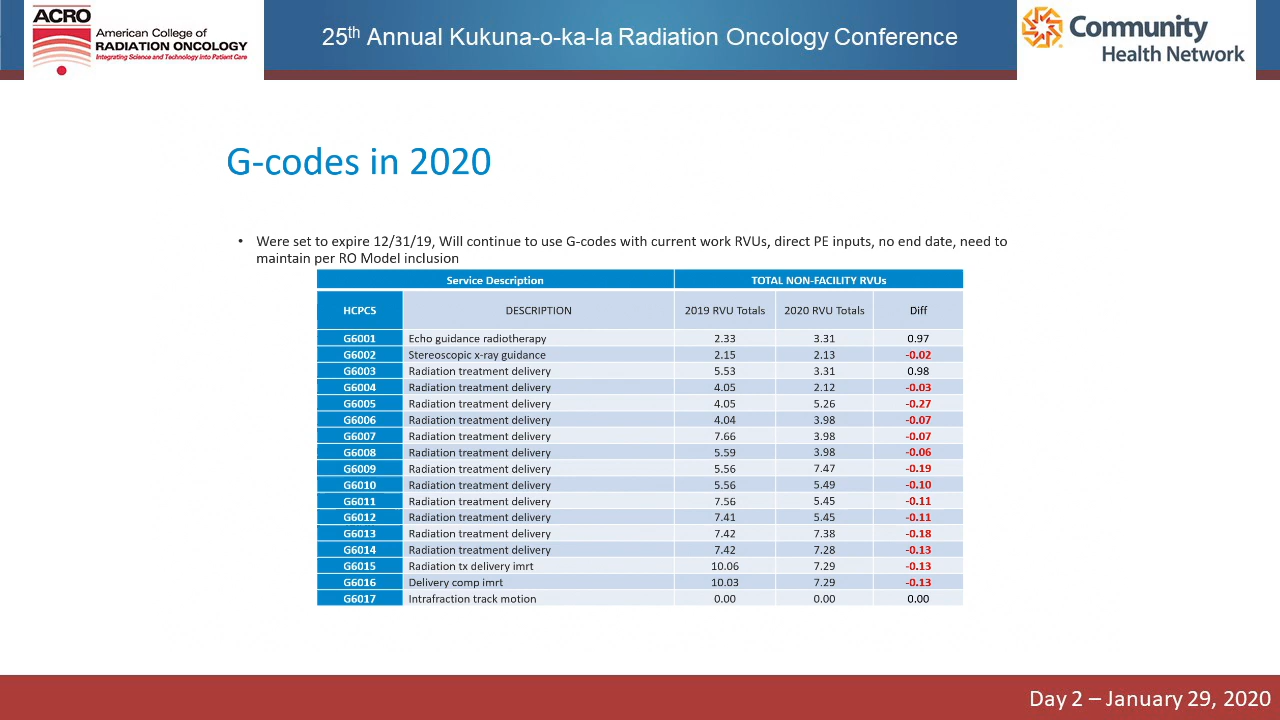 ACRO
American College of
RADIATION ONCOLOGY
Integrating Science and Technology into Patient Care
25th Annual Kukuna-o-ka-la Radiation Oncology Conference
Community
Health Network
G-codes in 2020
• Were set to expire 12/31/19, Will continue to use G-codes with current work RVUs, direct PE inputs, no end date, need to
maintain per RO Model inclusion
Service Description TOTAL NON-FACILITY RVUs
HCPCS DESCRIPTION 2019 RVU Totals 2020 RVU Totals Diff
G6001 Echo guidance radiotherapy 2.33 3.31 0.97
G6002 Stereoscopic x-ray guidance 2.15 2.13 -0.02
G6003 Radiation treatment delivery 5.53 3.31 0.98
G6004 Radiation treatment delivery 4.05 2.12 -0.03
G6005 Radiation treatment delivery 4.05 5.26 -0.27
G6006 Radiation treatment delivery 4.04 3.98 -0.07
G6007 Radiation treatment delivery 7.66 3.98 -0.07
G6008 Radiation treatment delivery 5.59 3.98 -0.06
G6009 Radiation treatment delivery 5.56 7.47 -0.19
G6010 Radiation treatment delivery 5.56 5.49 -0.10
G6011 Radiation treatment delivery 7.56 5.45 -0.11
G6012 Radiation treatment delivery 7.41 5.45 -0.11
G6013 Radiation treatment delivery 7.42 7.38 -0.18
G6014 Radiation treatment delivery 7.42 7.28 -0.13
G6015 Radiation tx delivery imrt 10.06 7.29 -0.13
G6016 Delivery comp imrt 10.03 7.29 -0.13
G6017 Intrafraction track motion 0.00 0.00 0.00
Day 2 – January 29, 2020